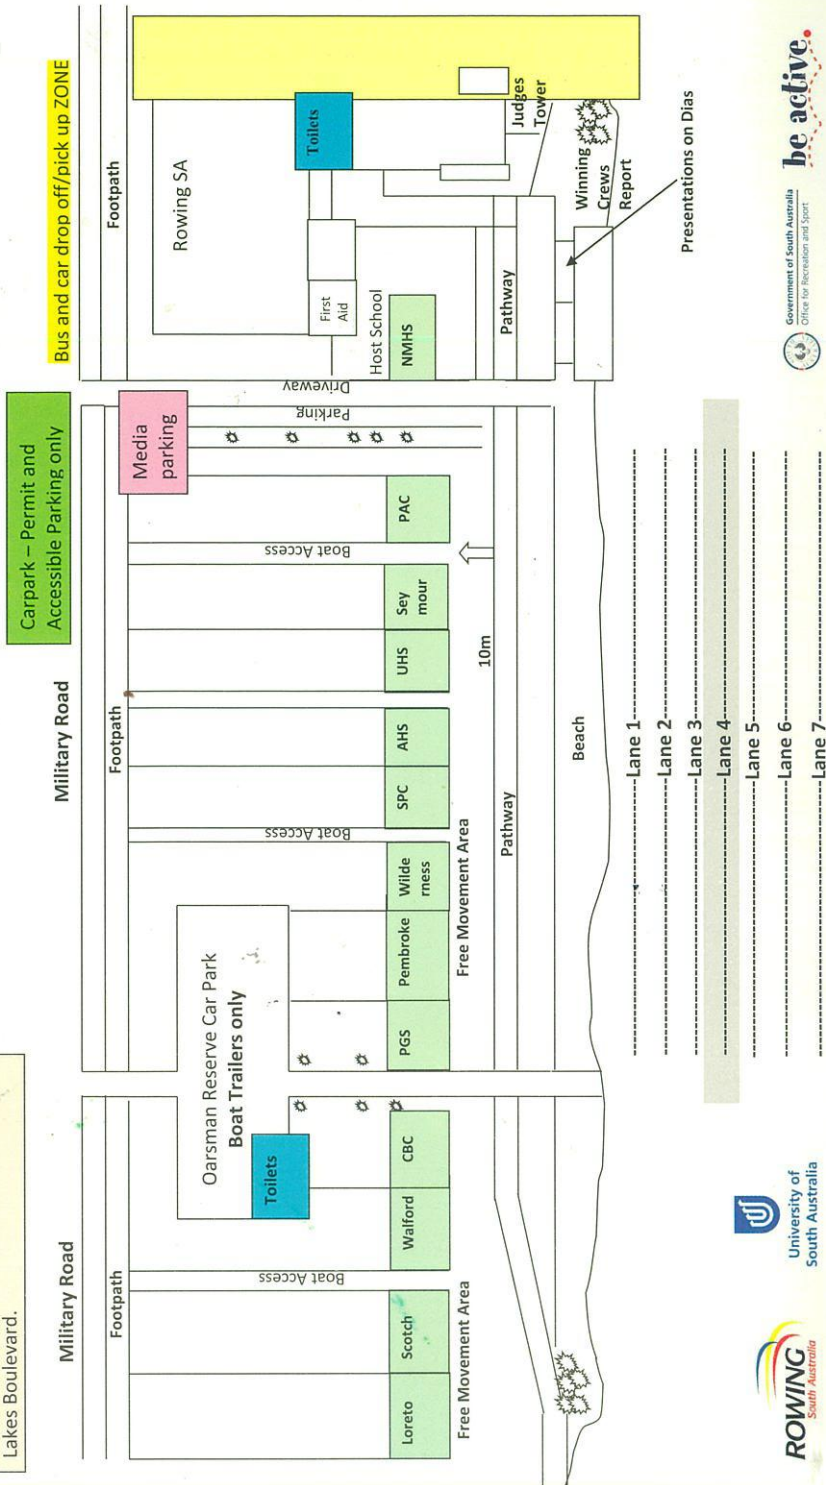 Lakes Boulevard.
Carpark – Permit and
Accessible Parking only
Bus and car drop off/pick up ZONE
Military Road
Military Road
Footpath
Footpath
Footpath
Media
parking
Rowing SA
Toilets
Oarsman Reserve Car Park
Boat Trailers only
Toilets
Boat Access
Boat Access
Boat Access
Parking
Driveway
First
Aid
Host School
NMHS
Loreto
Scotch
Walford
CBC
PGS
Pembroke
Wilde
rness
SPC
AHS
UHS
Sey
mour
PAC
Free Movement Area
Free Movement Area
10m
Judges
Tower
Pathway
Pathway
Winning
Crews
Report
Beach
Presentations on Dias
Lane 1
Lane 2
Lane 3
Lane 4
Lane 5
Lane 6
Lane 7
ROWING
South Australia
University of
South Australia
Government of South Australia
Office for Recreation and Sport
be active.